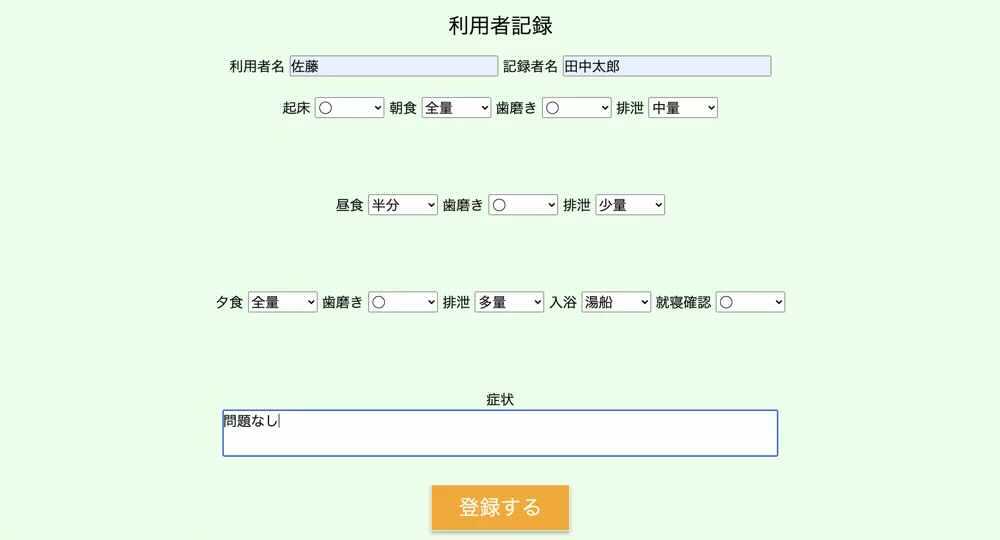 利用者記録
利用者名 佐藤 記録者名 田中太郎
起床 〇 朝食 全量 歯磨き 〇 排泄 中量
昼食 半分 歯磨き 〇 排泄 少量
夕食 全量 歯磨き 〇 排泄 多量 入浴 湯船 就寝確認 〇
症状
問題なし
登録する